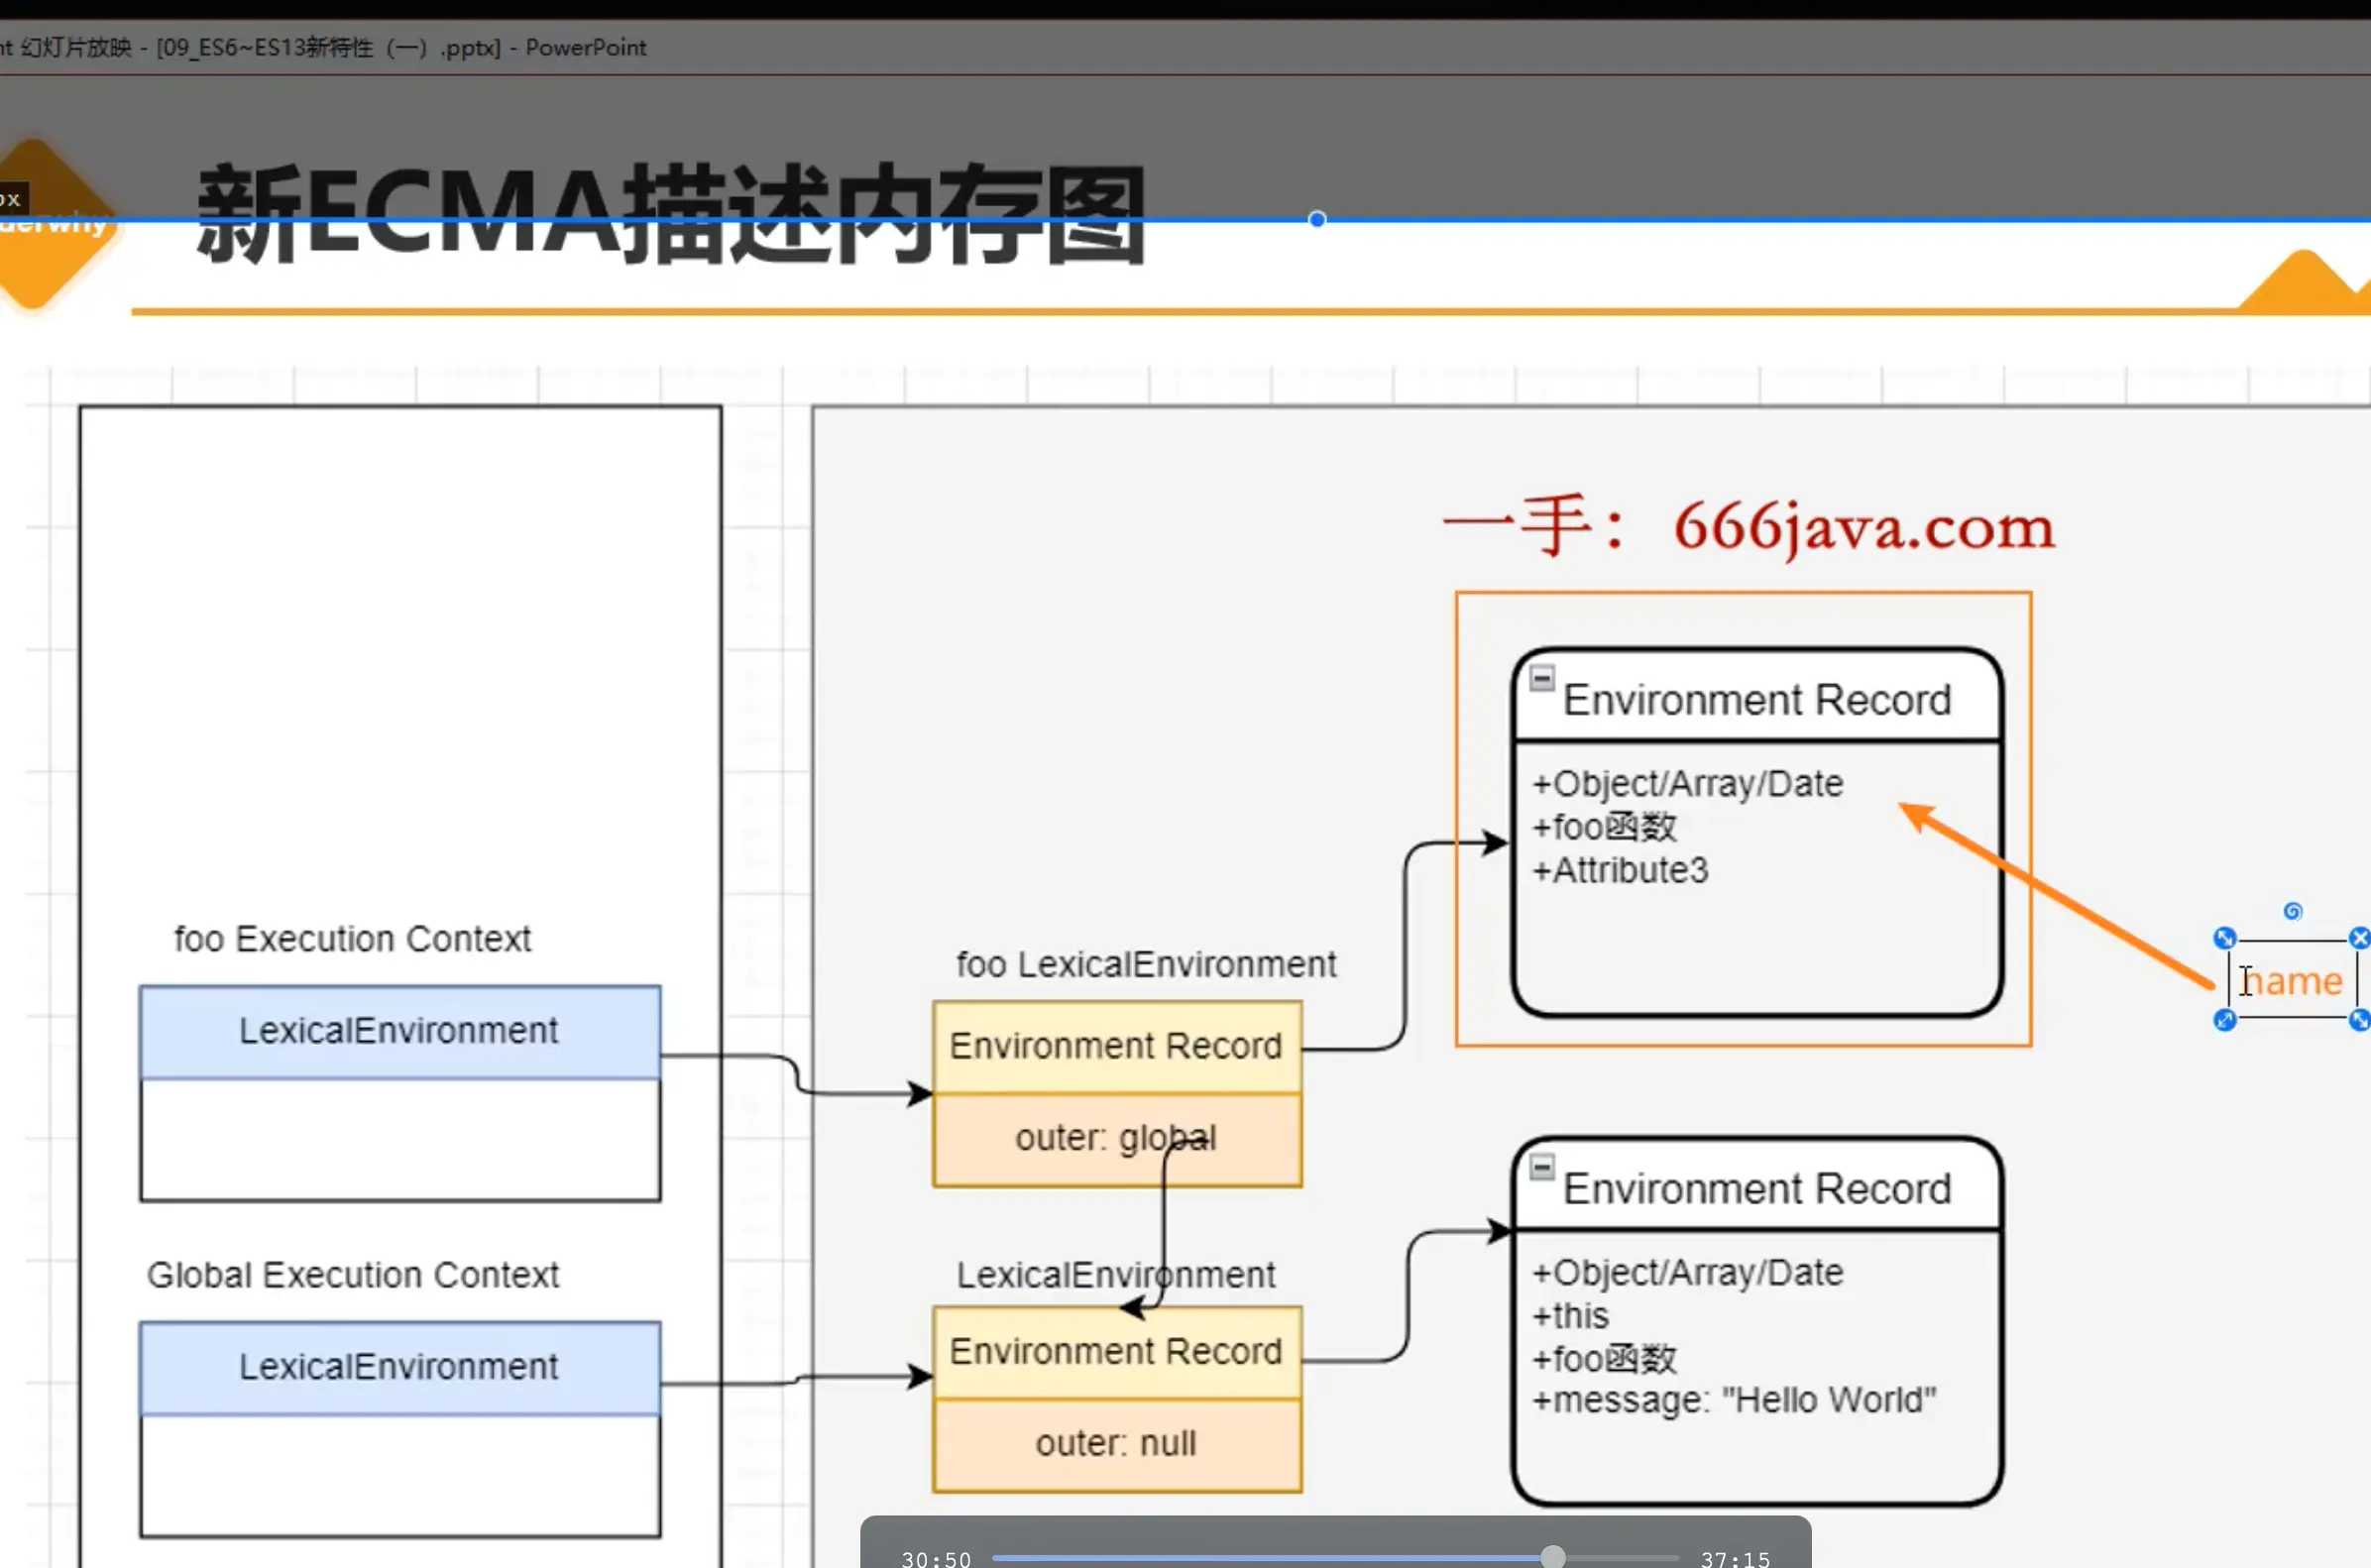 nt 幻灯片放映 - [09_ES6~ES13新特性（一）.pptx] - PowerPoint
px
derwhy
新ECMA描述内存图
一手：666java.com
Environment Record
+Object/Array/Date
+foo函数
+Attribute3
name
foo Execution Context
LexicalEnvironment
foo LexicalEnvironment
Environment Record
outer: global
Global Execution Context
LexicalEnvironment
LexicalEnvironment
Environment Record
outer: null
Environment Record
+Object/Array/Date
+this
+foo函数
+message: "Hello World"
30:50
37:15